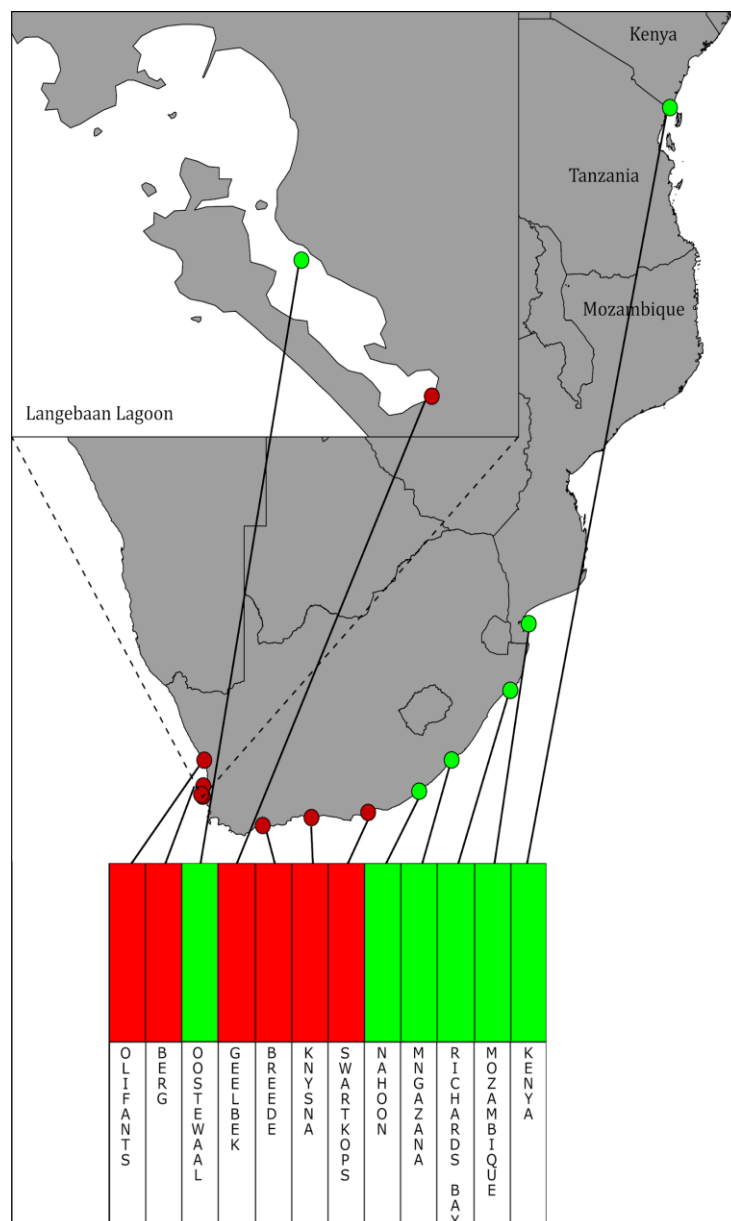 Kenya
Tanzania
Mozambique
Langebaan Lagoon
OLIFANTS
BERG
OOSTEWAAL
GEELBEK
BREEDE
KNYSNA
SWARTKOPS
NAHOON
MNGAZANA
RICHARDS BAY
MOZAMBIQUE
KENYA